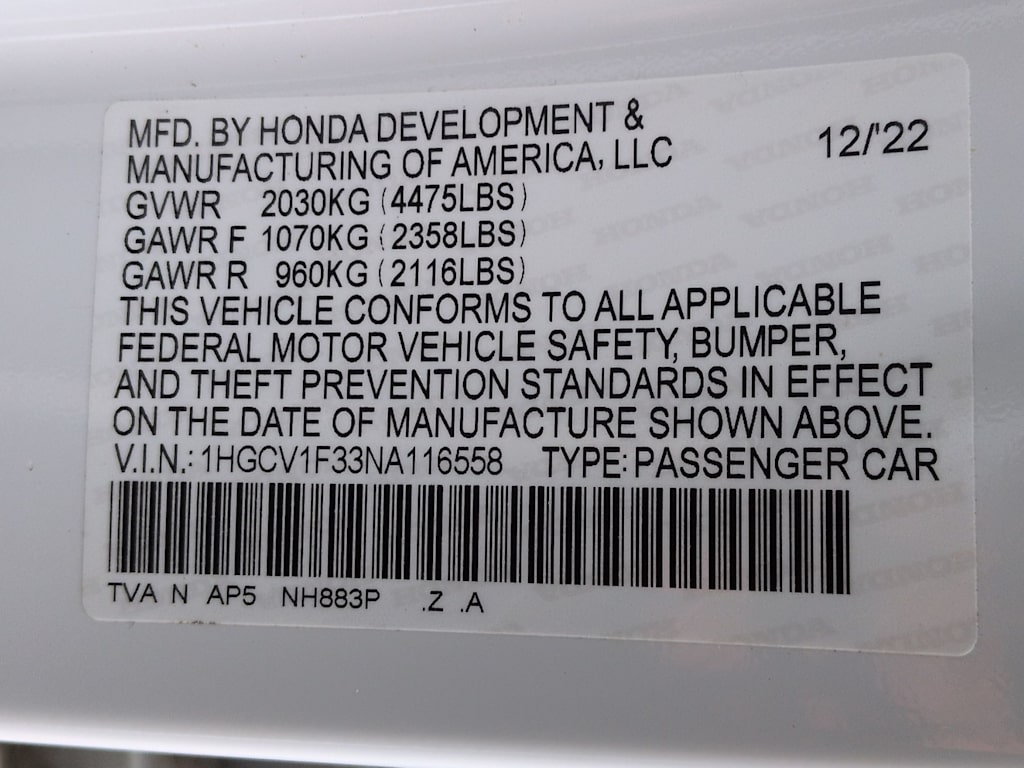 MFD. BY HONDA DEVELOPMENT &
MANUFACTURING OF AMERICA, LLC 12/'22
GVWR 2030KG (4475LBS)
GAWR F 1070KG (2358LBS)
GAWR R 960KG (2116LBS)
THIS VEHICLE CONFORMS TO ALL APPLICABLE
FEDERAL MOTOR VEHICLE SAFETY, BUMPER,
AND THEFT PREVENTION STANDARDS IN EFFECT
ON THE DATE OF MANUFACTURE SHOWN ABOVE.
V.I.N.: 1HGCV1F33NA116558 TYPE: PASSENGER CAR
TVA N AP5 NH883P .Z .A